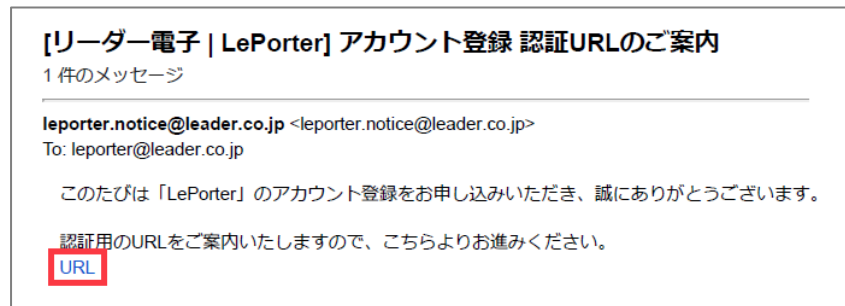 [リーダー電子 | LePorter] アカウント登録 認証URLのご案内
1 件のメッセージ
leporter.notice@leader.co.jp <leporter.notice@leader.co.jp>
To: leporter@leader.co.jp
このたびは「LePorter」のアカウント登録をお申し込みいただき、誠にありがとうございます。
認証用のURLをご案内いたしますので、こちらよりお進みください。
URL